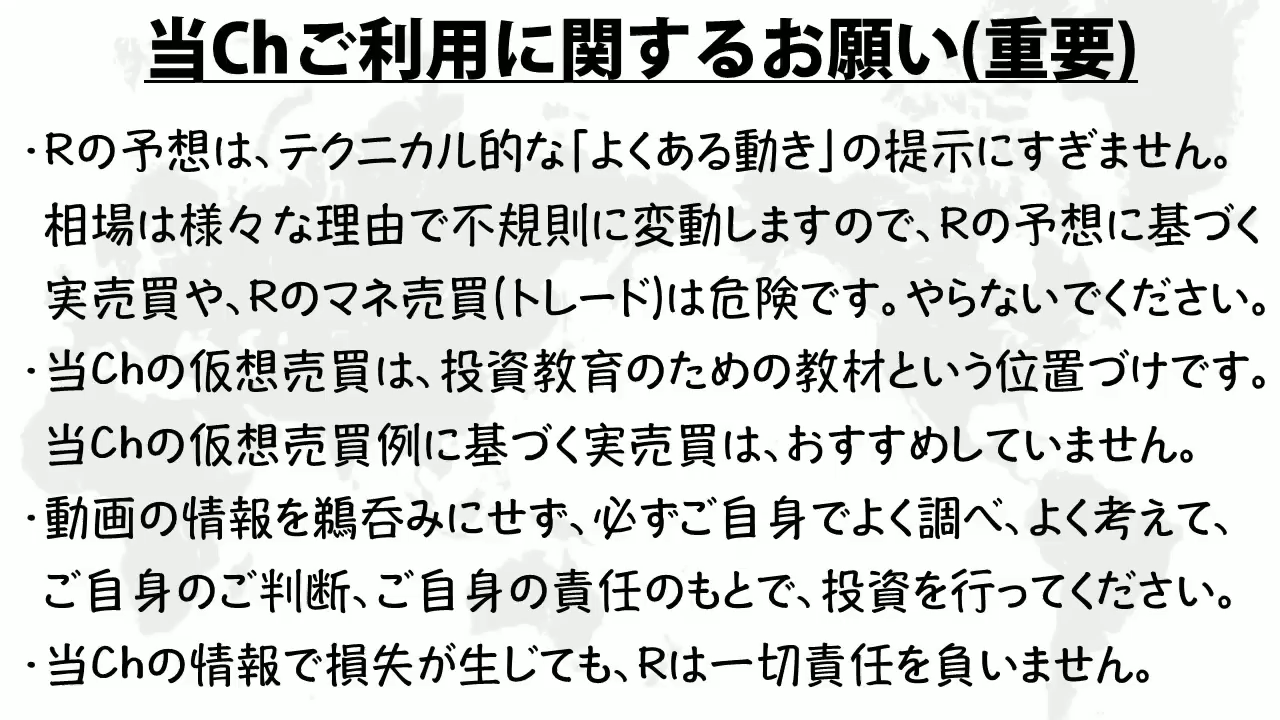 当Chご利用に関するお願い(重要)
・Rの予想は、テクニカル的な「よくある動き」の提示にすぎません。
相場は様々な理由で不規則に変動しますので、Rの予想に基づく
実売買や、Rのマネ売買(トレード)は危険です。やらないでください。
・当Chの仮想売買は、投資教育のための教材という位置づけです。
当Chの仮想売買例に基づく実売買は、おすすめしていません。
・動画の情報を鵜呑みにせず、必ずご自身でよく調べ、よく考えて、
ご自身のご判断、ご自身の責任のもとで、投資を行ってください。
・当Chの情報で損失が生じても、Rは一切責任を負いません。